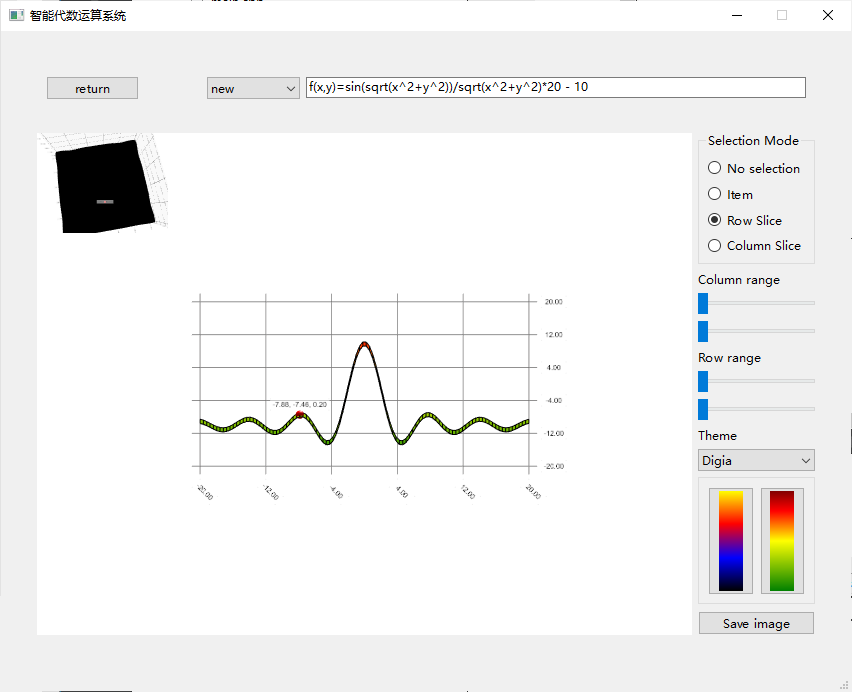 智能代数运算系统
return
new
f(x,y)=sin(sqrt(x^2+y^2))/sqrt(x^2+y^2)*20 - 10
Selection Mode
No selection
Item
Row Slice
Column Slice
Column range
Row range
Theme
Digia
Save image
20.00
12.00
4.00
-4.00
-12.00
-20.00
-7.88, -7.46, 0.20
-20.00
-12.00
-4.00
4.00
12.00
20.00